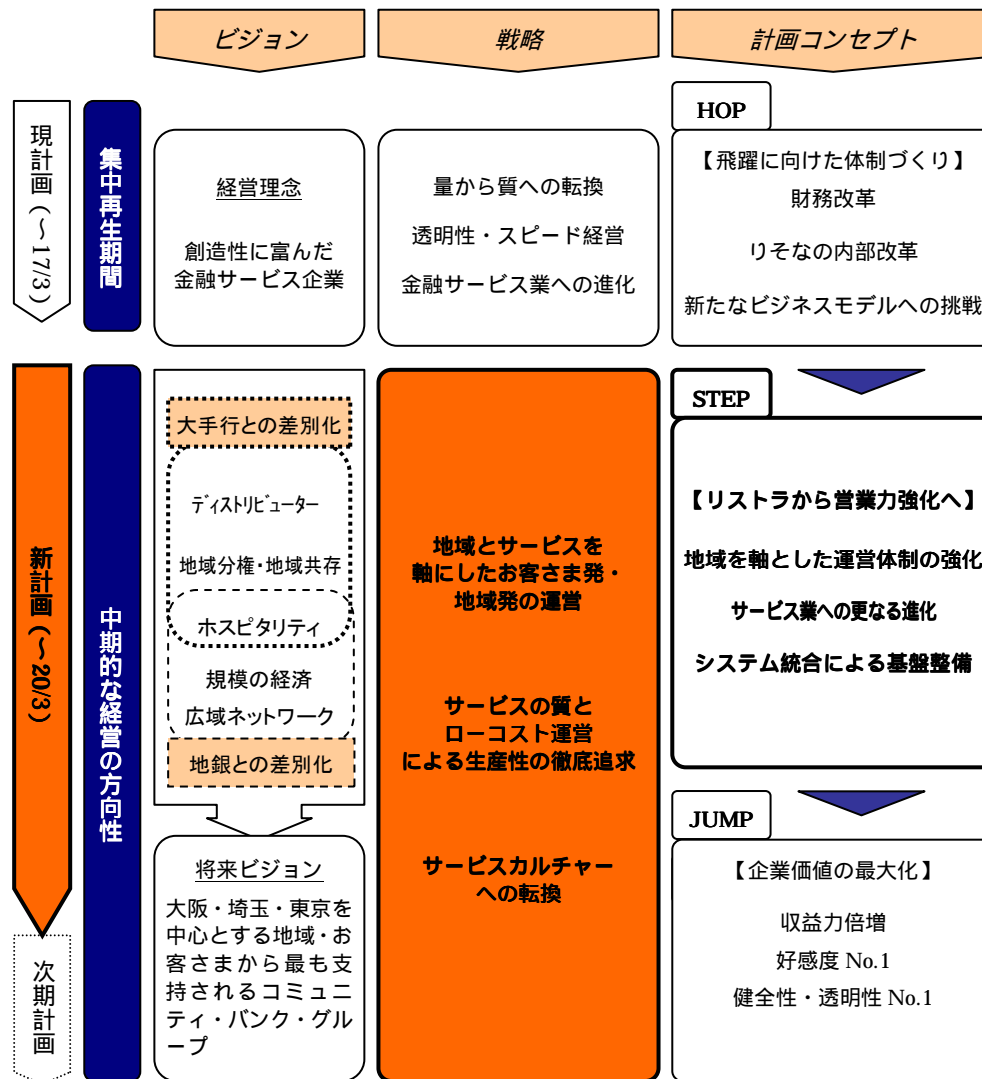 ビジョン
戦略
計画コンセプト
現計画(～17/3)
集中再生期間
経営理念
創造性に富んだ
金融サービス企業
量から質への転換
透明性・スピード経営
金融サービス業への進化
HOP
【飛躍に向けた体制づくり】
財務改革
りそなの内部改革
新たなビジネスモデルへの挑戦
新計画(～20/3)
中期的な経営の方向性
大手行との差別化
ディストリビューター
地域分権・地域共存
ホスピタリティ
規模の経済
広域ネットワーク
地銀との差別化
地域とサービスを
軸にしたお客さま発・
地域発の運営
サービスの質と
ローコスト運営
による生産性の徹底追求
サービスカルチャー
への転換
STEP
【リストラから営業力強化へ】
地域を軸とした運営体制の強化
サービス業への更なる進化
システム統合による基盤整備
次期計画
将来ビジョン
大阪・埼玉・東京を
中心とする地域・お
客さまから最も支
持されるコミュニ
ティ・バンク・グル
ープ
JUMP
【企業価値の最大化】
収益力倍増
好感度 No.1
健全性・透明性 No.1